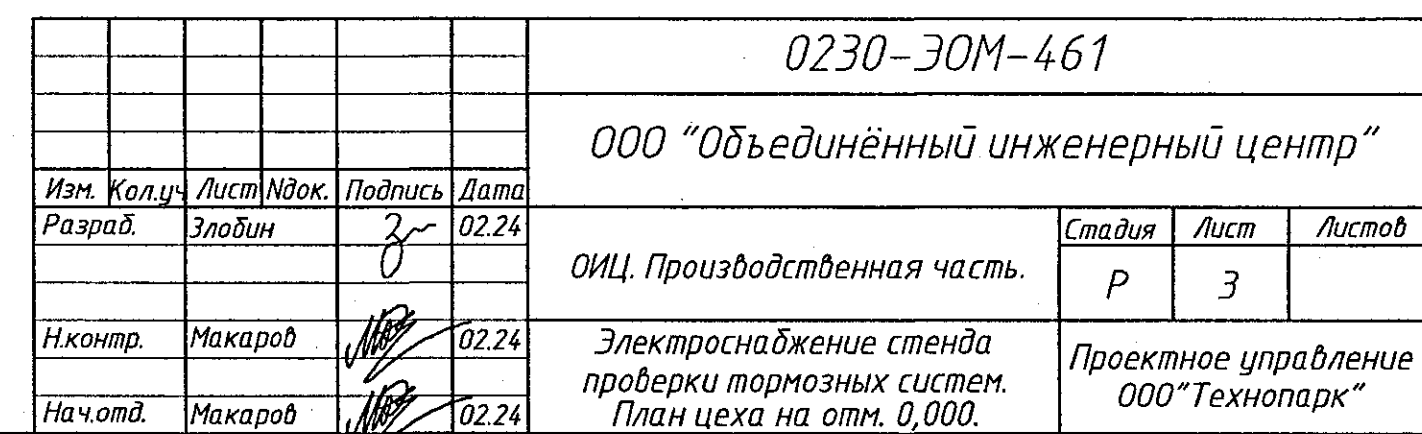 0230-ЭОМ-461
ООО "Объединённый инженерный центр"
Изм. Кол.уч Лист Nдок. Подпись Дата
Разраб. Злобин 02.24
ОИЦ. Производственная часть.
Стадия Лист Листов
Р 3
Н.контр. Макаров 02.24
Электроснабжение стенда
проверки тормозных систем.
План цеха на отм. 0,000.
Проектное управление
ООО"Технопарк"
Нач.отд. Макаров 02.24